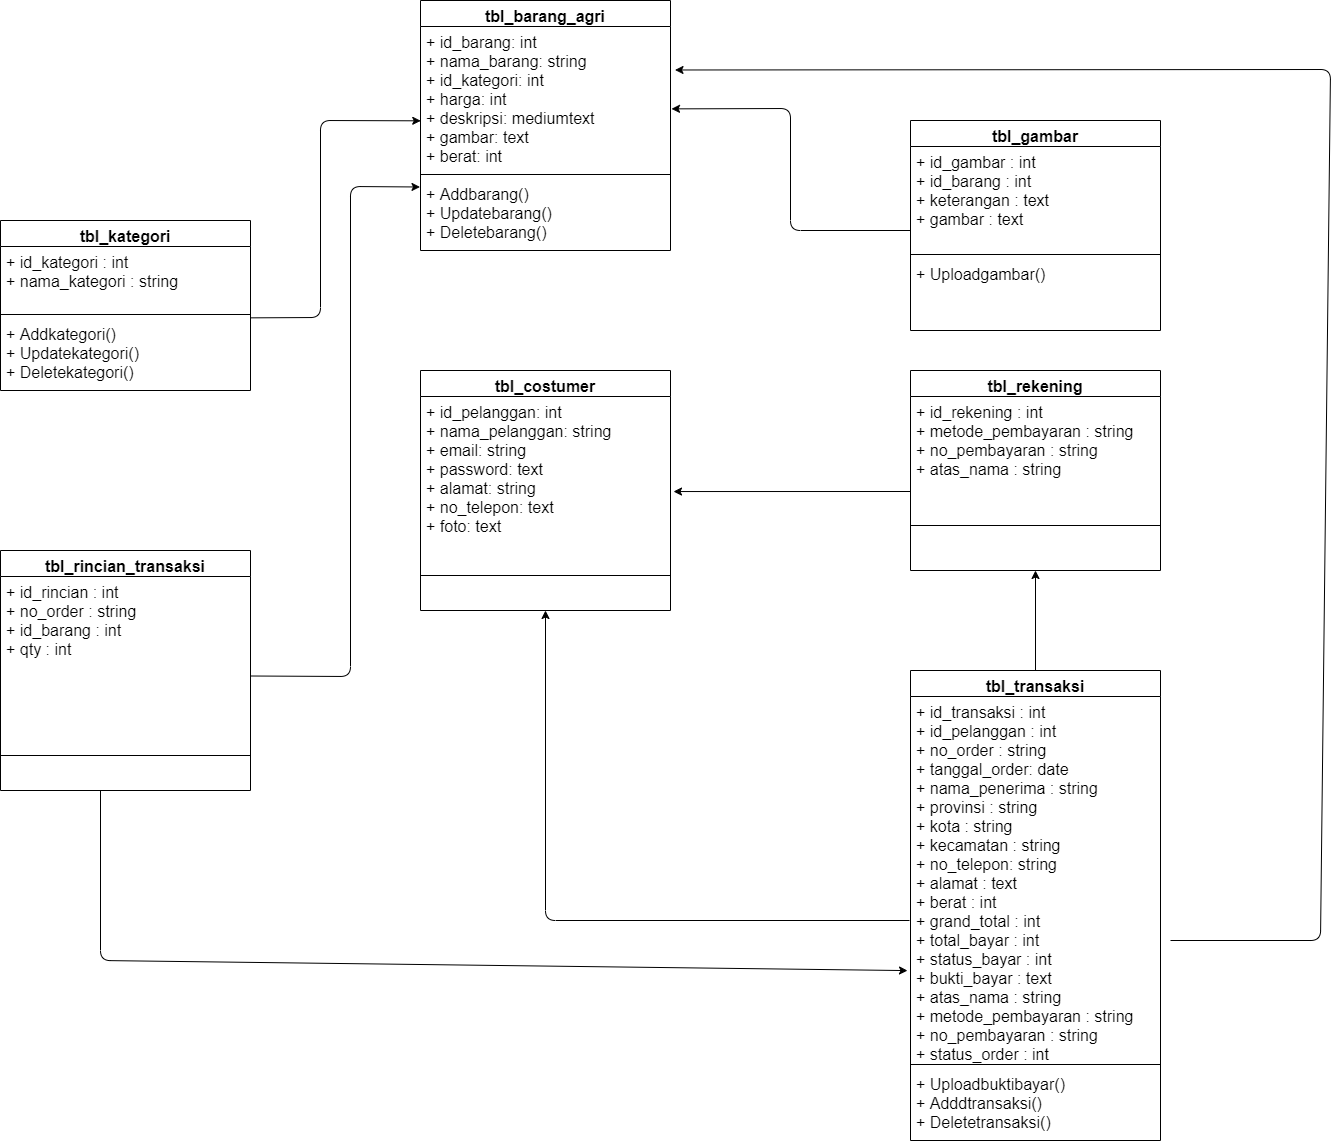 tbl_barang_agri
+ id_barang: int
+ nama_barang: string
+ id_kategori: int
+ harga: int
+ deskripsi: mediumtext
+ gambar: text
+ berat: int
+ Addbarang()
+ Updatebarang()
+ Deletebarang()
tbl_gambar
+ id_gambar : int
+ id_barang : int
+ keterangan : text
+ gambar : text
+ Uploadgambar()
tbl_kategori
+ id_kategori : int
+ nama_kategori : string
+ Addkategori()
+ Updatekategori()
+ Deletekategori()
tbl_costumer
+ id_pelanggan: int
+ nama_pelanggan: string
+ email: string
+ password: text
+ alamat: string
+ no_telepon: text
+ foto: text
tbl_rekening
+ id_rekening : int
+ metode_pembayaran : string
+ no_pembayaran : string
+ atas_nama : string
tbl_rincian_transaksi
+ id_rincian : int
+ no_order : string
+ id_barang : int
+ qty : int
tbl_transaksi
+ id_transaksi : int
+ id_pelanggan : int
+ no_order : string
+ tanggal_order: date
+ nama_penerima : string
+ provinsi : string
+ kota : string
+ kecamatan : string
+ no_telepon: string
+ alamat : text
+ berat : int
+ grand_total : int
+ total_bayar : int
+ status_bayar : int
+ bukti_bayar : text
+ atas_nama : string
+ metode_pembayaran : string
+ no_pembayaran : string
+ status_order : int
+ Uploadbuktibayar()
+ Adddtransaksi()
+ Deletetransaksi()